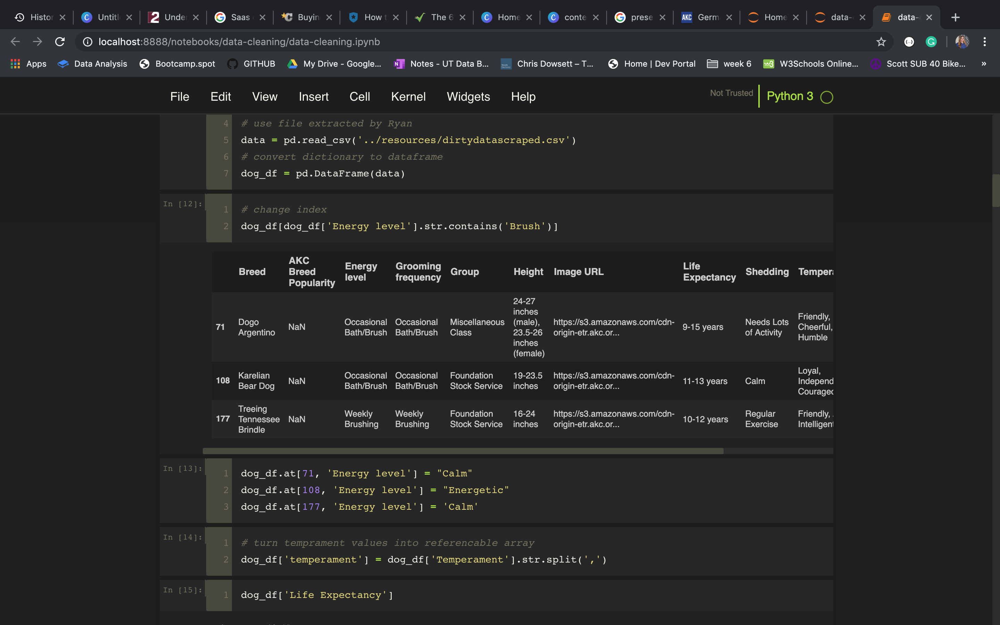 Histor
Untitl
Under
Saas
Buyin
How t
The 6
Home
conte
prese
AKC Germ
Home
data-
data-
localhost:8888/notebooks/data-cleaning/data-cleaning.ipynb
Apps Data Analysis Bootcamp.spot GITHUB My Drive - Google... Notes - UT Data B... Chris Dowsett – T... Home | Dev Portal week 6 W3Schools Online... Scott SUB 40 Bike... »
File Edit View Insert Cell Kernel Widgets Help Not Trusted Python 3
4 # use file extracted by Ryan
5 data = pd.read_csv('../resources/dirtydatascraped.csv')
6 # convert dictionary to dataframe
7 dog_df = pd.DataFrame(data)
In [12]:
1 # change index
2 dog_df[dog_df['Energy level'].str.contains('Brush')]
Breed
AKC
Breed
Popularity
Energy
level
Grooming
frequency
Group
Height
Image URL
Life
Expectancy
Shedding
Tempera
71
Dogo
Argentino
NaN
Occasional
Bath/Brush
Occasional
Bath/Brush
Miscellaneous
Class
24-27
inches
(male),
23.5-26
inches
(female)
https://s3.amazonaws.com/cdn-
origin-etr.akc.or...
9-15 years
Needs Lots
of Activity
Friendly,
Cheerful,
Humble
108
Karelian
Bear Dog
NaN
Occasional
Bath/Brush
Occasional
Bath/Brush
Foundation
Stock Service
19-23.5
inches
https://s3.amazonaws.com/cdn-
origin-etr.akc.or...
11-13 years
Calm
Loyal,
Independ
Courageo
177
Treeing
Tennessee
Brindle
NaN
Weekly
Brushing
Weekly
Brushing
Foundation
Stock Service
16-24
inches
https://s3.amazonaws.com/cdn-
origin-etr.akc.or...
10-12 years
Regular
Exercise
Friendly,
Intelligent
In [13]:
1 dog_df.at[71, 'Energy level'] = "Calm"
2 dog_df.at[108, 'Energy level'] = "Energetic"
3 dog_df.at[177, 'Energy level'] = 'Calm'
In [14]:
1 # turn temprament values into referencable array
2 dog_df['temperament'] = dog_df['Temperament'].str.split(',')
In [15]:
1 dog_df['Life Expectancy']